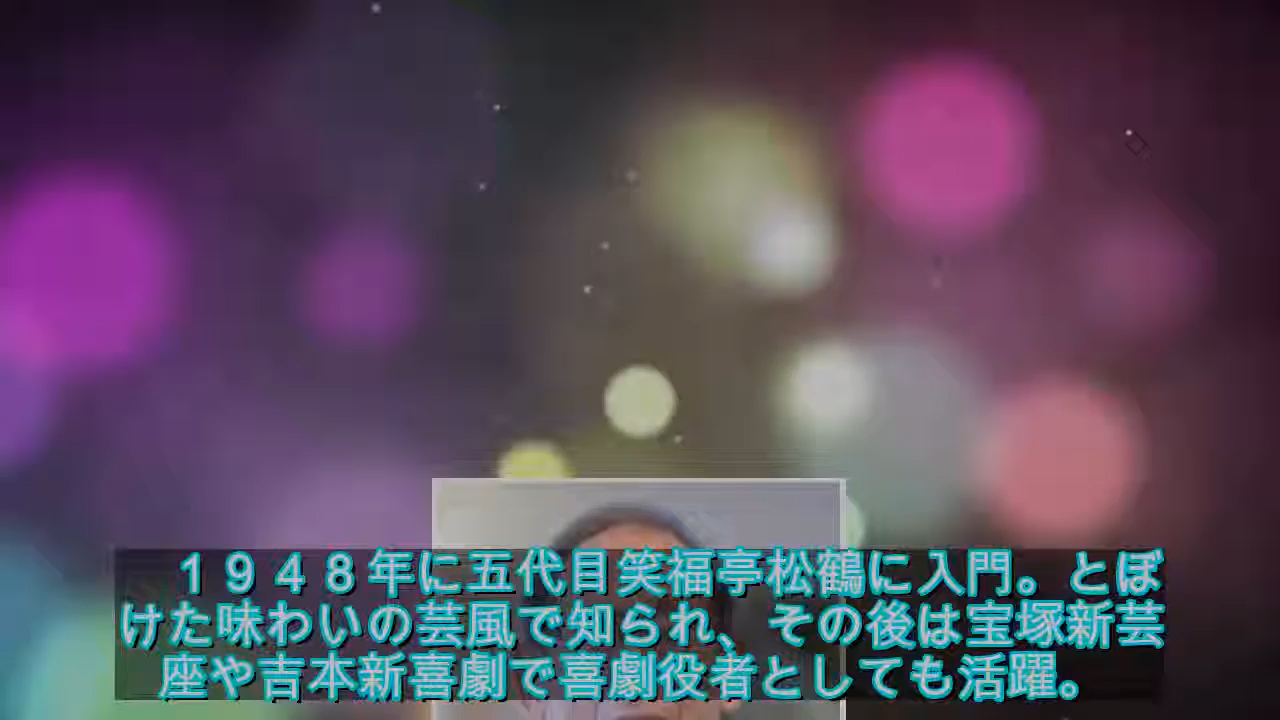 １９４８年に五代目笑福亭松鶴に入門。とぼ
けた味わいの芸風で知られ、その後は宝塚新芸
座や吉本新喜劇で喜劇役者としても活躍。